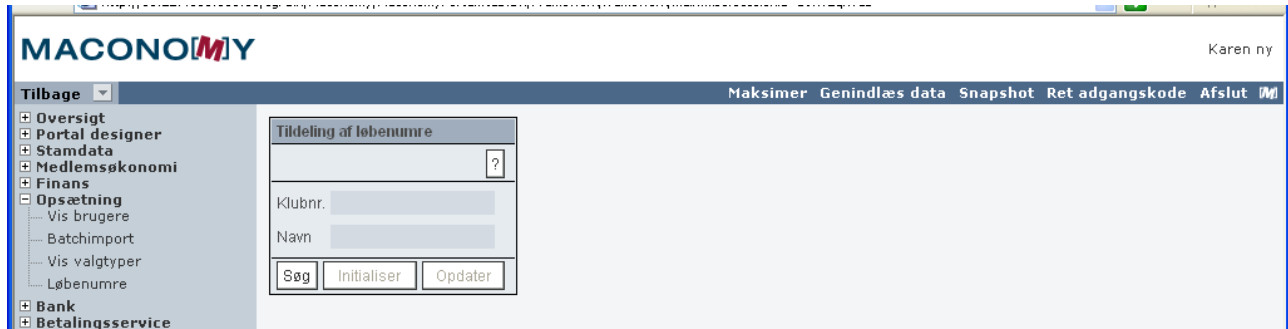 MACONO[M]Y
Karen ny
Tilbage
Maksimer Genindlæs data Snapshot Ret adgangskode Afslut [M]
Oversigt
Portal designer
Stamdata
Medlemsøkonomi
Finans
Opsætning
Vis brugere
Batchimport
Vis valgtyper
Løbenumre
Bank
Betalingsservice
Tildeling af løbenumre
?
Klubnr.
Navn
Søg Initialiser Opdater